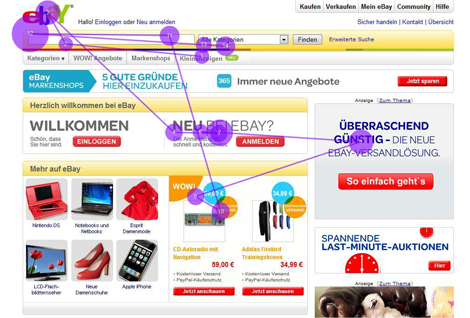 Kaufen Verkaufen Mein eBay Community Hilfe
ebY
Hallo! Einloggen oder Neu anmelden
Sicher handeln | Kontakt | Übersicht
Alle Kategorien
Finden
Erweiterte Suche
Kategorien
WOW! Angebote
Markenshops
eBay
MARKENSHOPS
5 GUTE GRÜNDE
HIER EINZUKAUFEN
365
Immer neue Angebote
Jetzt sparen
Herzlich willkommen bei eBay
Anzeige (Zum Thema)
WILLKOMMEN
Schön, dass
Sie hier sind.
EINLOGGEN
NEU BEI EBAY?
Die Anmeldung
schnell und kostenlos
ANMELDEN
ÜBERRASCHEND
GÜNSTIG – DIE NEUE
EBAY-VERSANDLÖSUNG.
So einfach geht's
Mehr auf eBay
Nintendo DS
Notebooks und
Netbooks
Esprit
Damenmode
LCD-Flach-
bildfernseher
Neue
Damenschuhe
Apple iPhone
WOW!
34,99 €
CD-Autoradio mit
Navigation
59,00 €
• Kostenloser Versand
• PayPal-Käuferschutz
Jetzt anschauen
Adidas Firebird
Trainingshosen
34,99 €
• Kostenloser Versand
• PayPal-Käuferschutz
Jetzt anschauen
SPANNENDE
LAST-MINUTE-AUKTIONEN
Hier
Anzeige (Zum Thema)